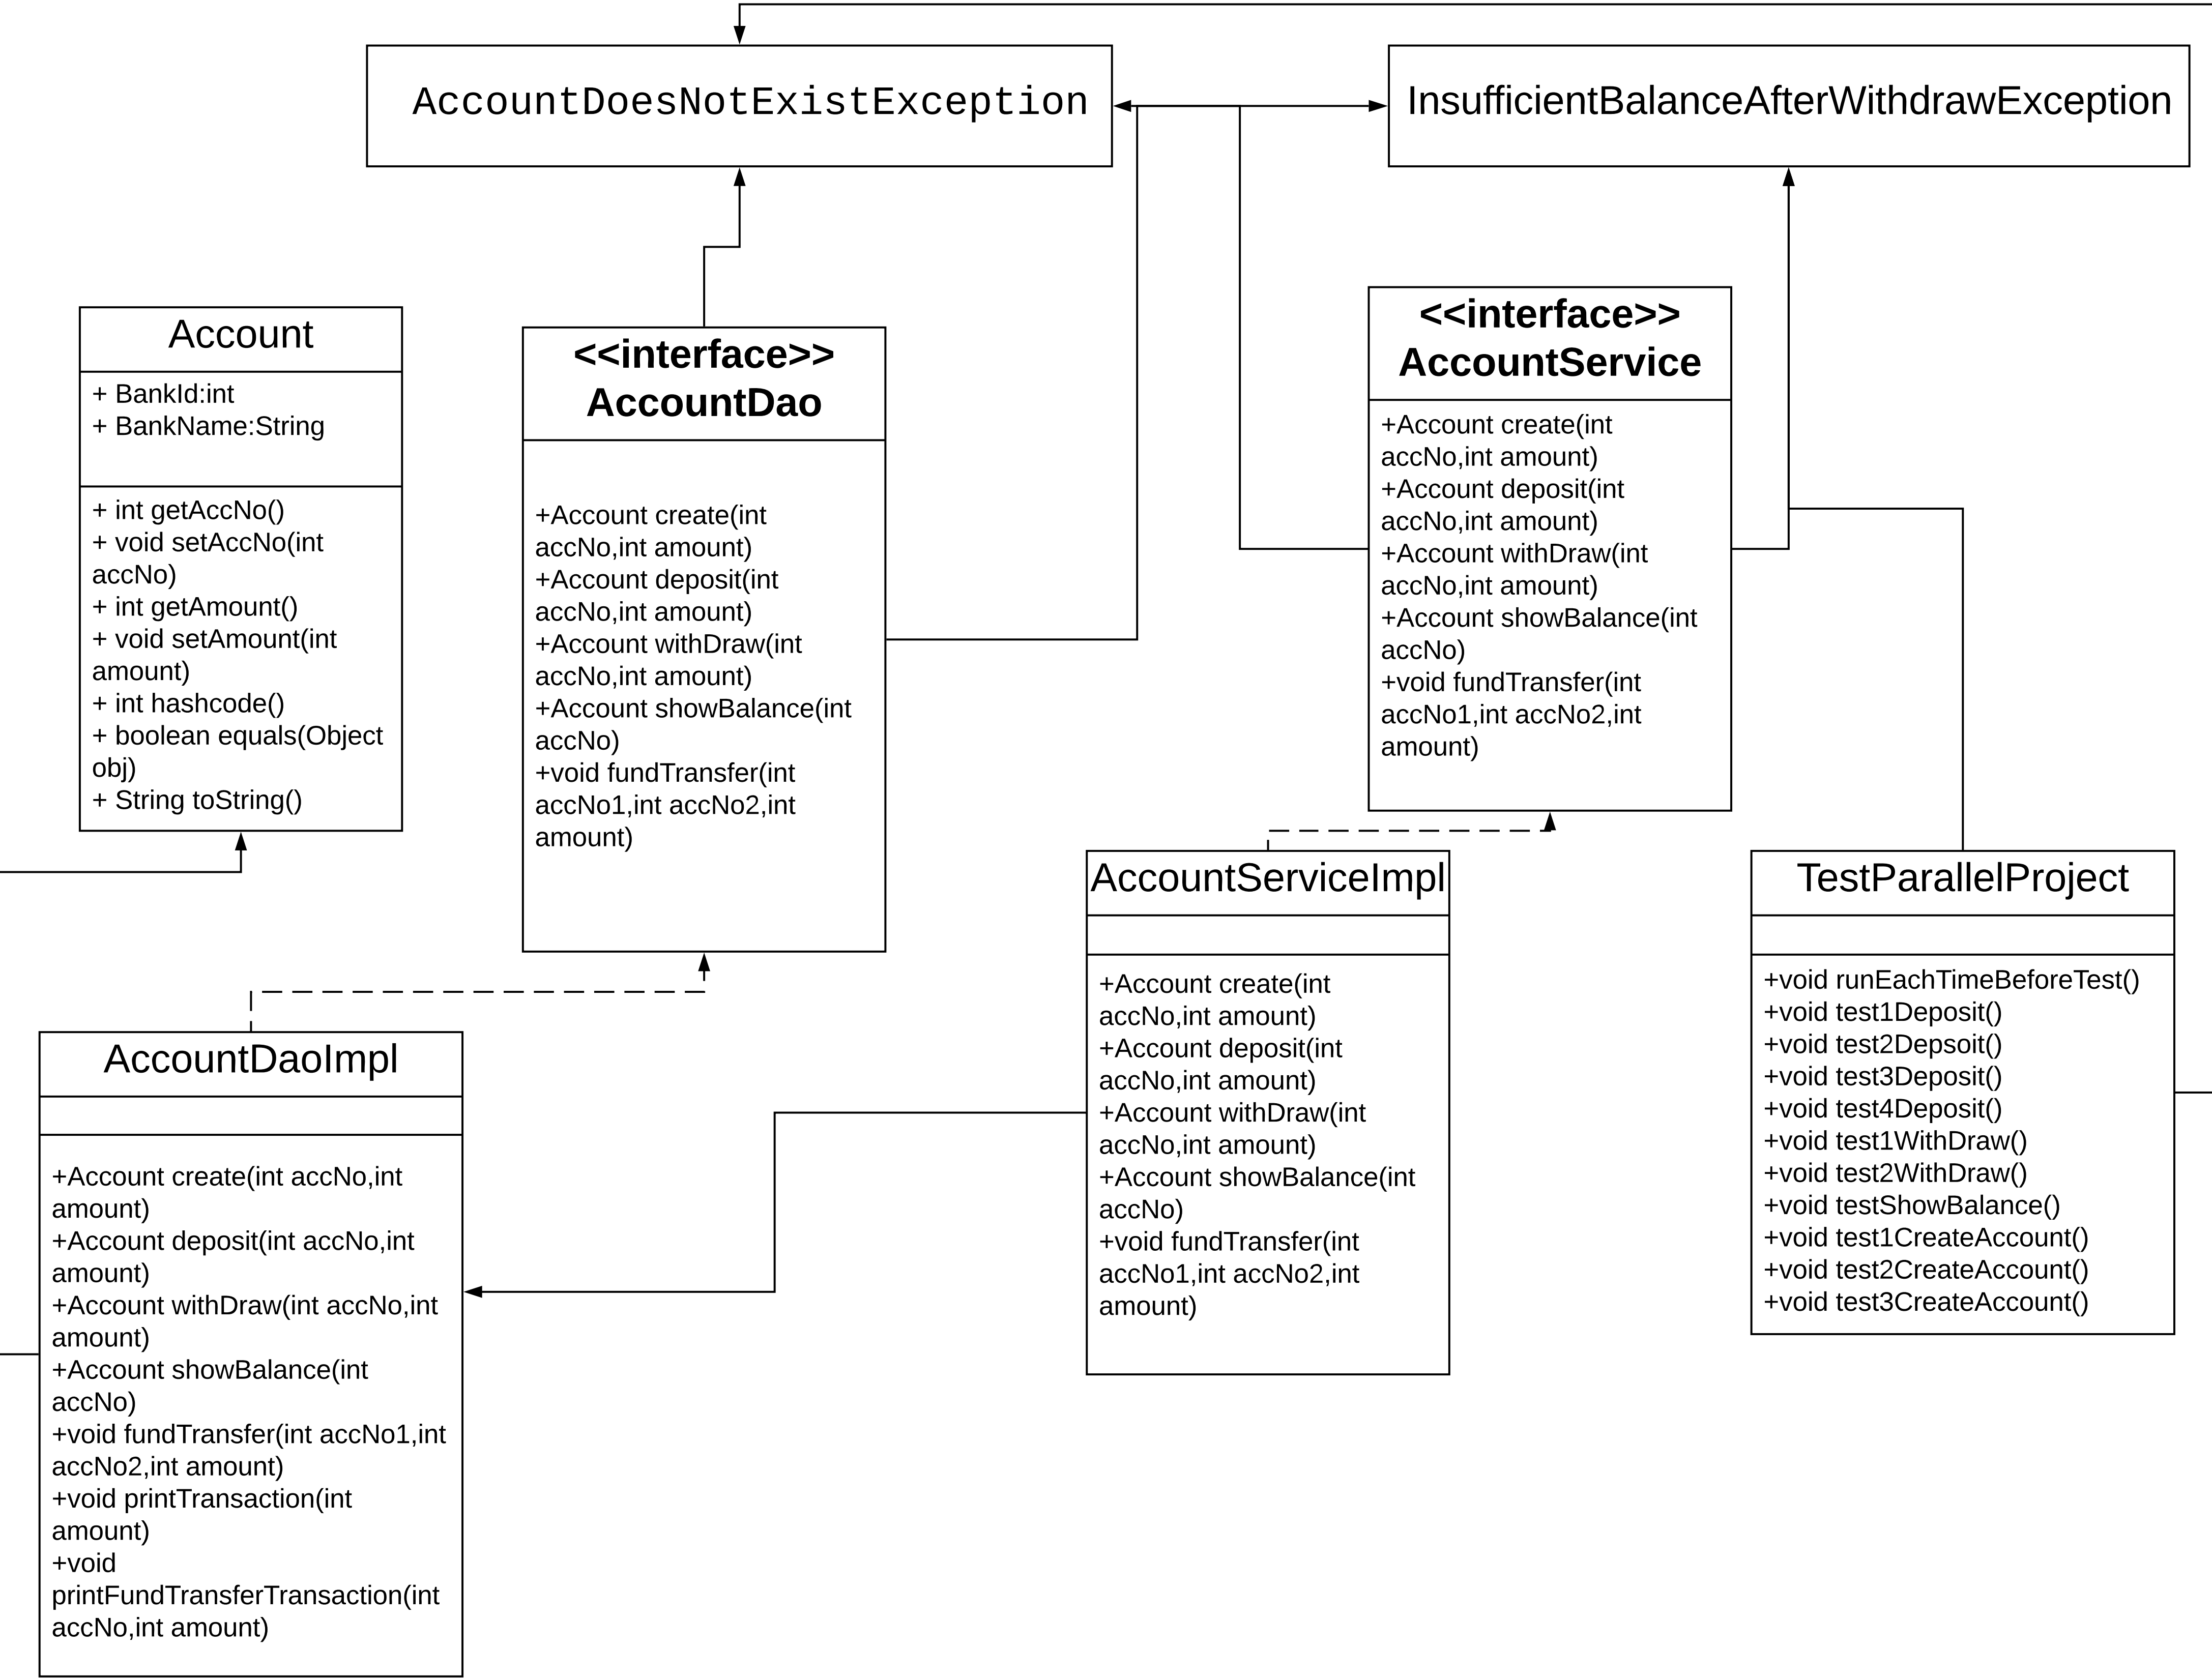 AccountDoesNotExistException
InsufficientBalanceAfterWithdrawException
Account
+ BankId:int
+ BankName:String
+ int getAccNo()
+ void setAccNo(int
accNo)
+ int getAmount()
+ void setAmount(int
amount)
+ int hashcode()
+ boolean equals(Object
obj)
+ String toString()
<<interface>>
AccountDao
+Account create(int
accNo,int amount)
+Account deposit(int
accNo,int amount)
+Account withDraw(int
accNo,int amount)
+Account showBalance(int
accNo)
+void fundTransfer(int
accNo1,int accNo2,int
amount)
<<interface>>
AccountService
+Account create(int
accNo,int amount)
+Account deposit(int
accNo,int amount)
+Account withDraw(int
accNo,int amount)
+Account showBalance(int
accNo)
+void fundTransfer(int
accNo1,int accNo2,int
amount)
AccountDaoImpl
+Account create(int accNo,int
amount)
+Account deposit(int accNo,int
amount)
+Account withDraw(int accNo,int
amount)
+Account showBalance(int
accNo)
+void fundTransfer(int accNo1,int
accNo2,int amount)
+void printTransaction(int
amount)
+void
printFundTransferTransaction(int
accNo,int amount)
AccountServiceImpl
+Account create(int
accNo,int amount)
+Account deposit(int
accNo,int amount)
+Account withDraw(int
accNo,int amount)
+Account showBalance(int
accNo)
+void fundTransfer(int
accNo1,int accNo2,int
amount)
TestParallelProject
+void runEachTimeBeforeTest()
+void test1Deposit()
+void test2Depsoit()
+void test3Deposit()
+void test4Deposit()
+void test1WithDraw()
+void test2WithDraw()
+void testShowBalance()
+void test1CreateAccount()
+void test2CreateAccount()
+void test3CreateAccount()